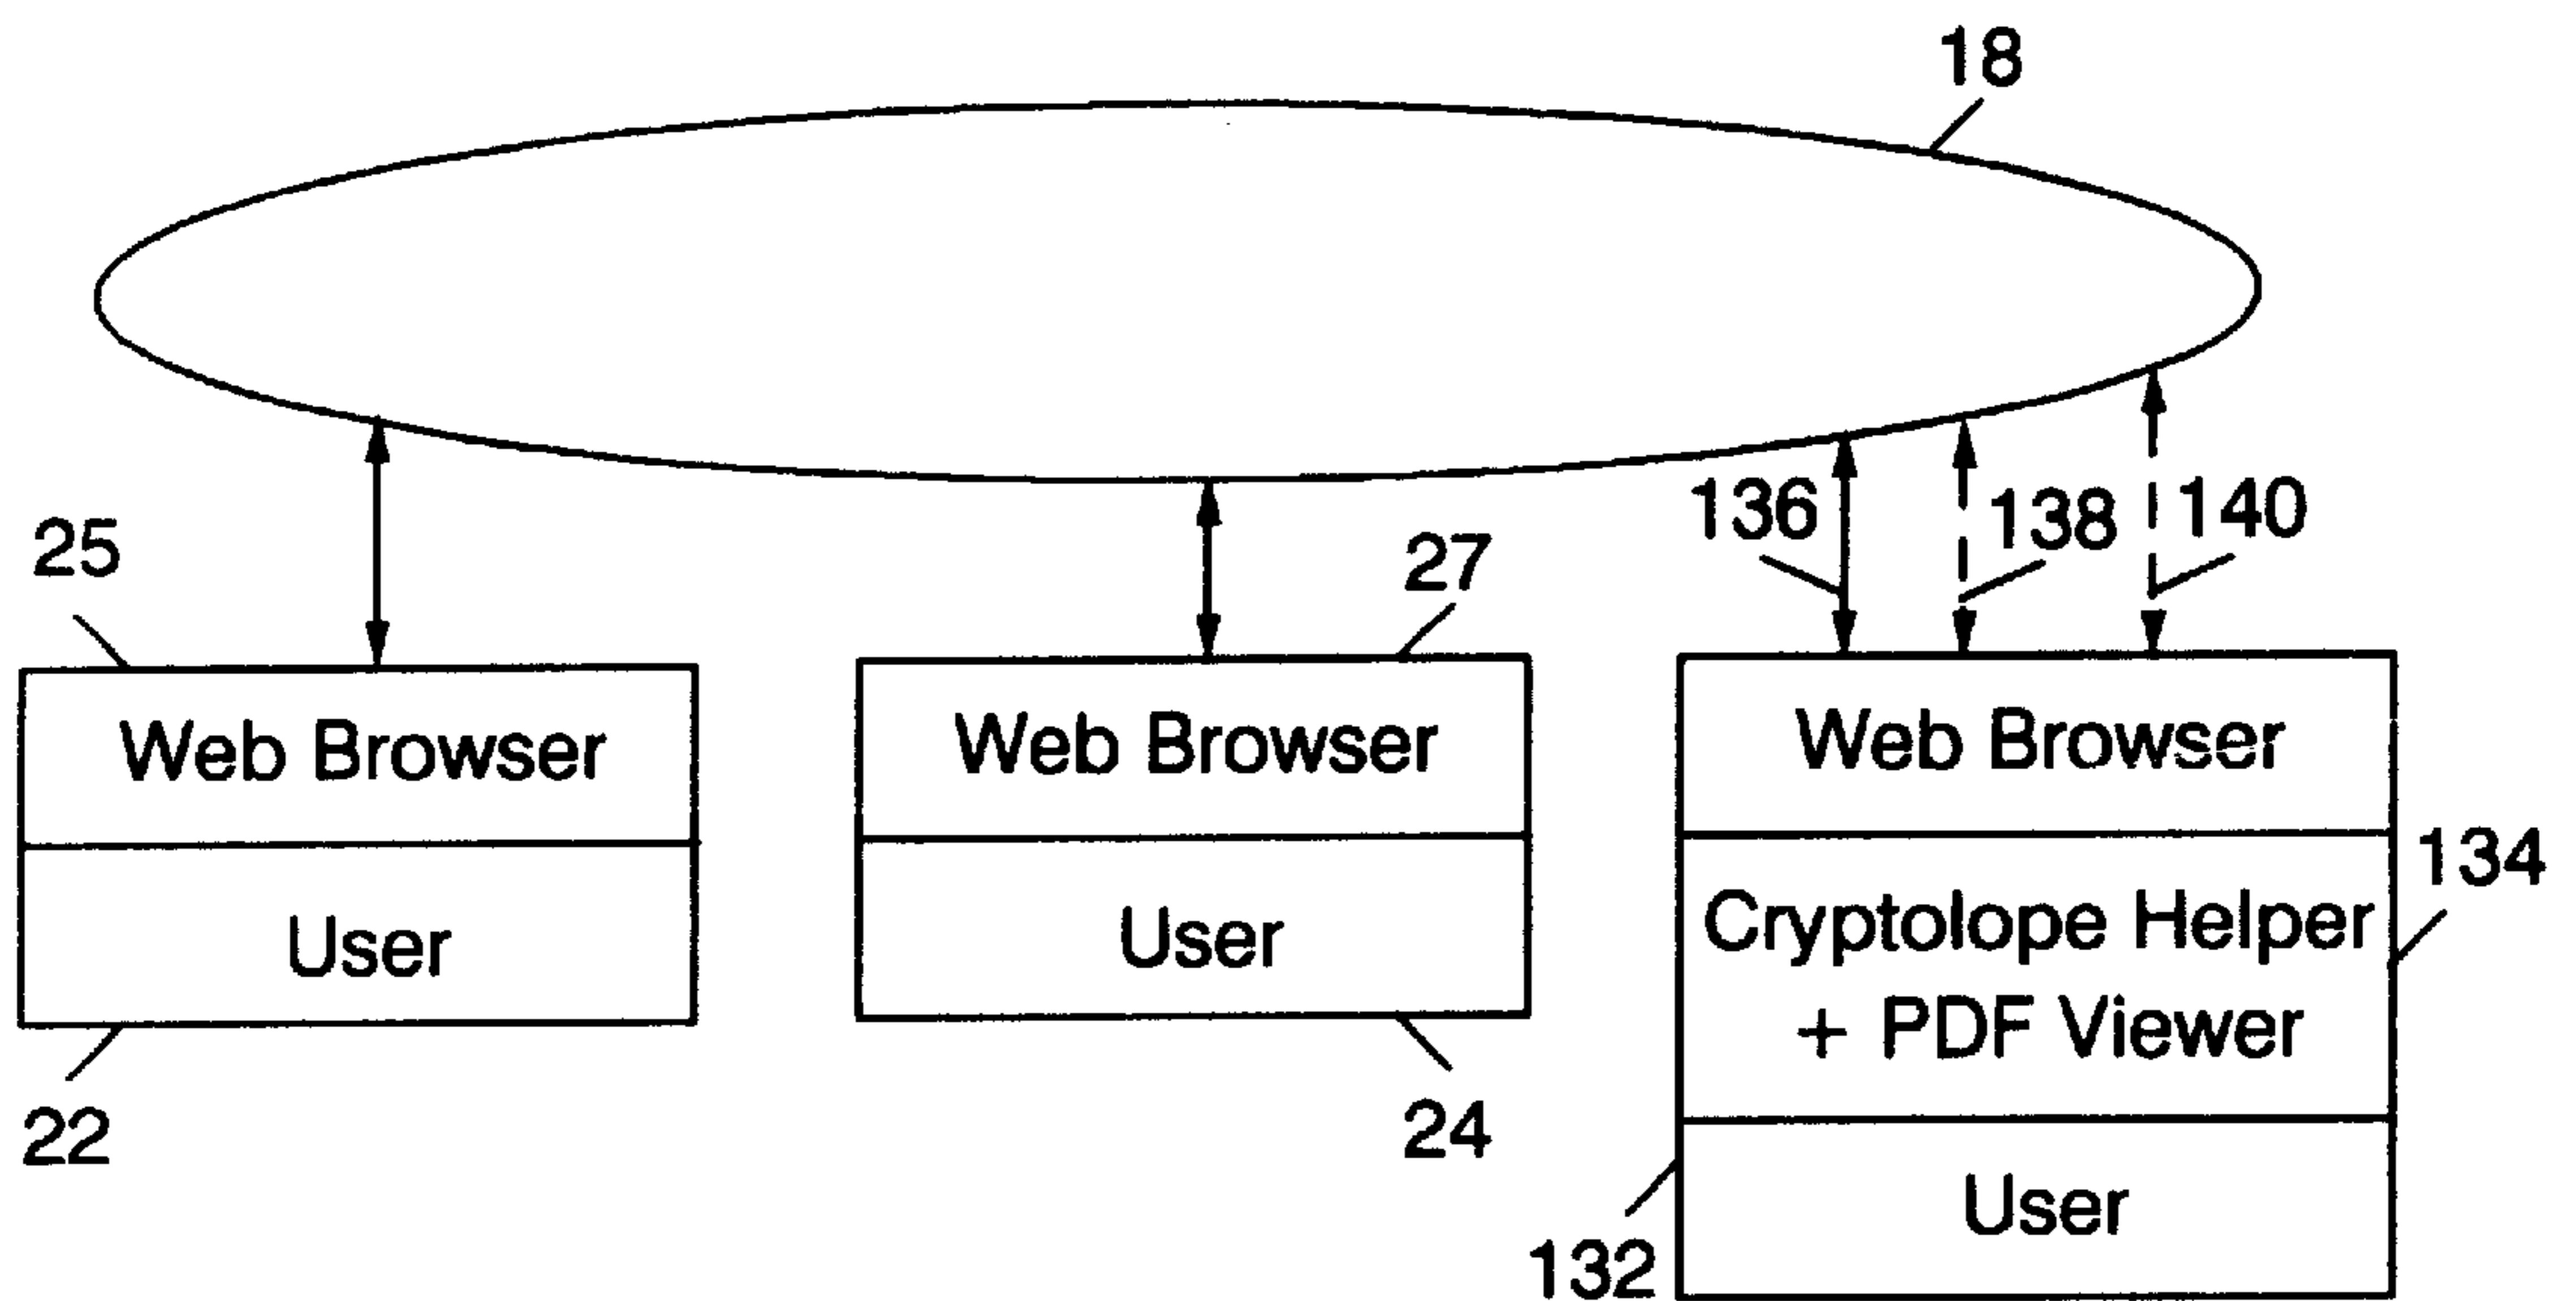 18
136
138
140
25
27
Web Browser
User
22
Web Browser
User
24
Web Browser
Cryptolope Helper
+ PDF Viewer
134
User
132